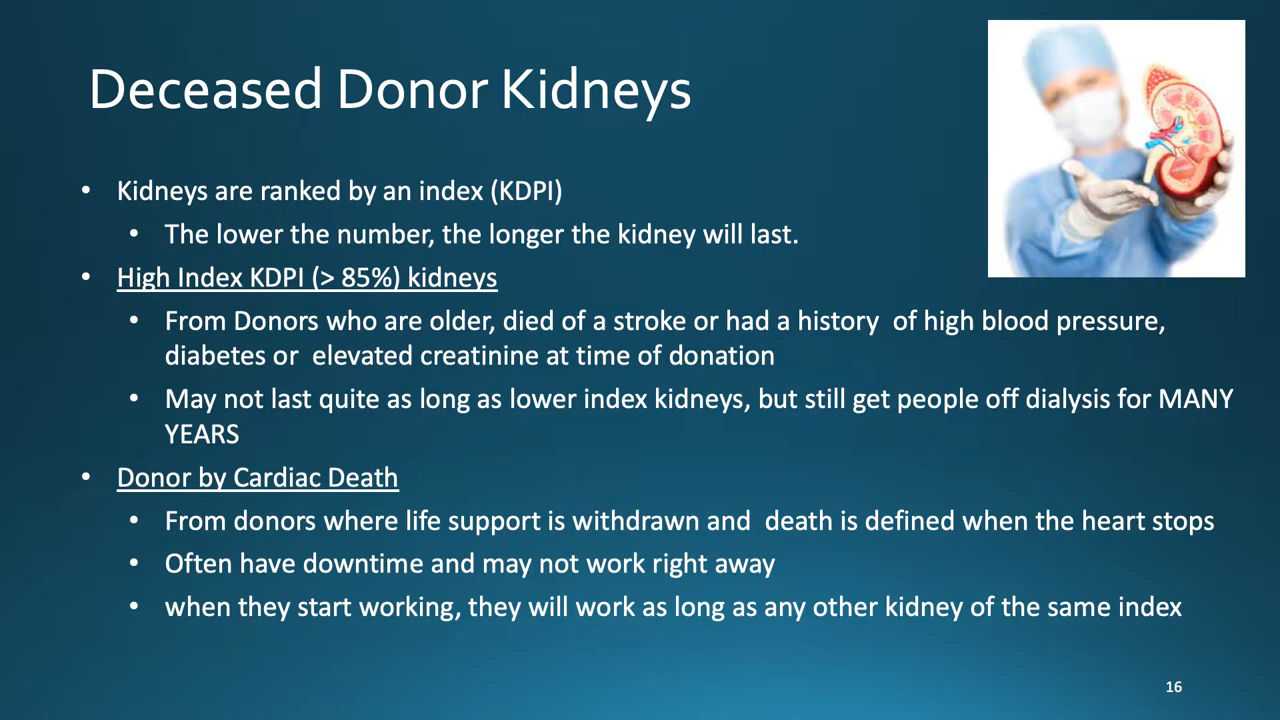 Deceased Donor Kidneys
• Kidneys are ranked by an index (KDPI)
• The lower the number, the longer the kidney will last.
• High Index KDPI (> 85%) kidneys
• From Donors who are older, died of a stroke or had a history  of high blood pressure,
diabetes or  elevated creatinine at time of donation
• May not last quite as long as lower index kidneys, but still get people off dialysis for MANY
YEARS
• Donor by Cardiac Death
• From donors where life support is withdrawn and  death is defined when the heart stops
• Often have downtime and may not work right away
• when they start working, they will work as long as any other kidney of the same index
16